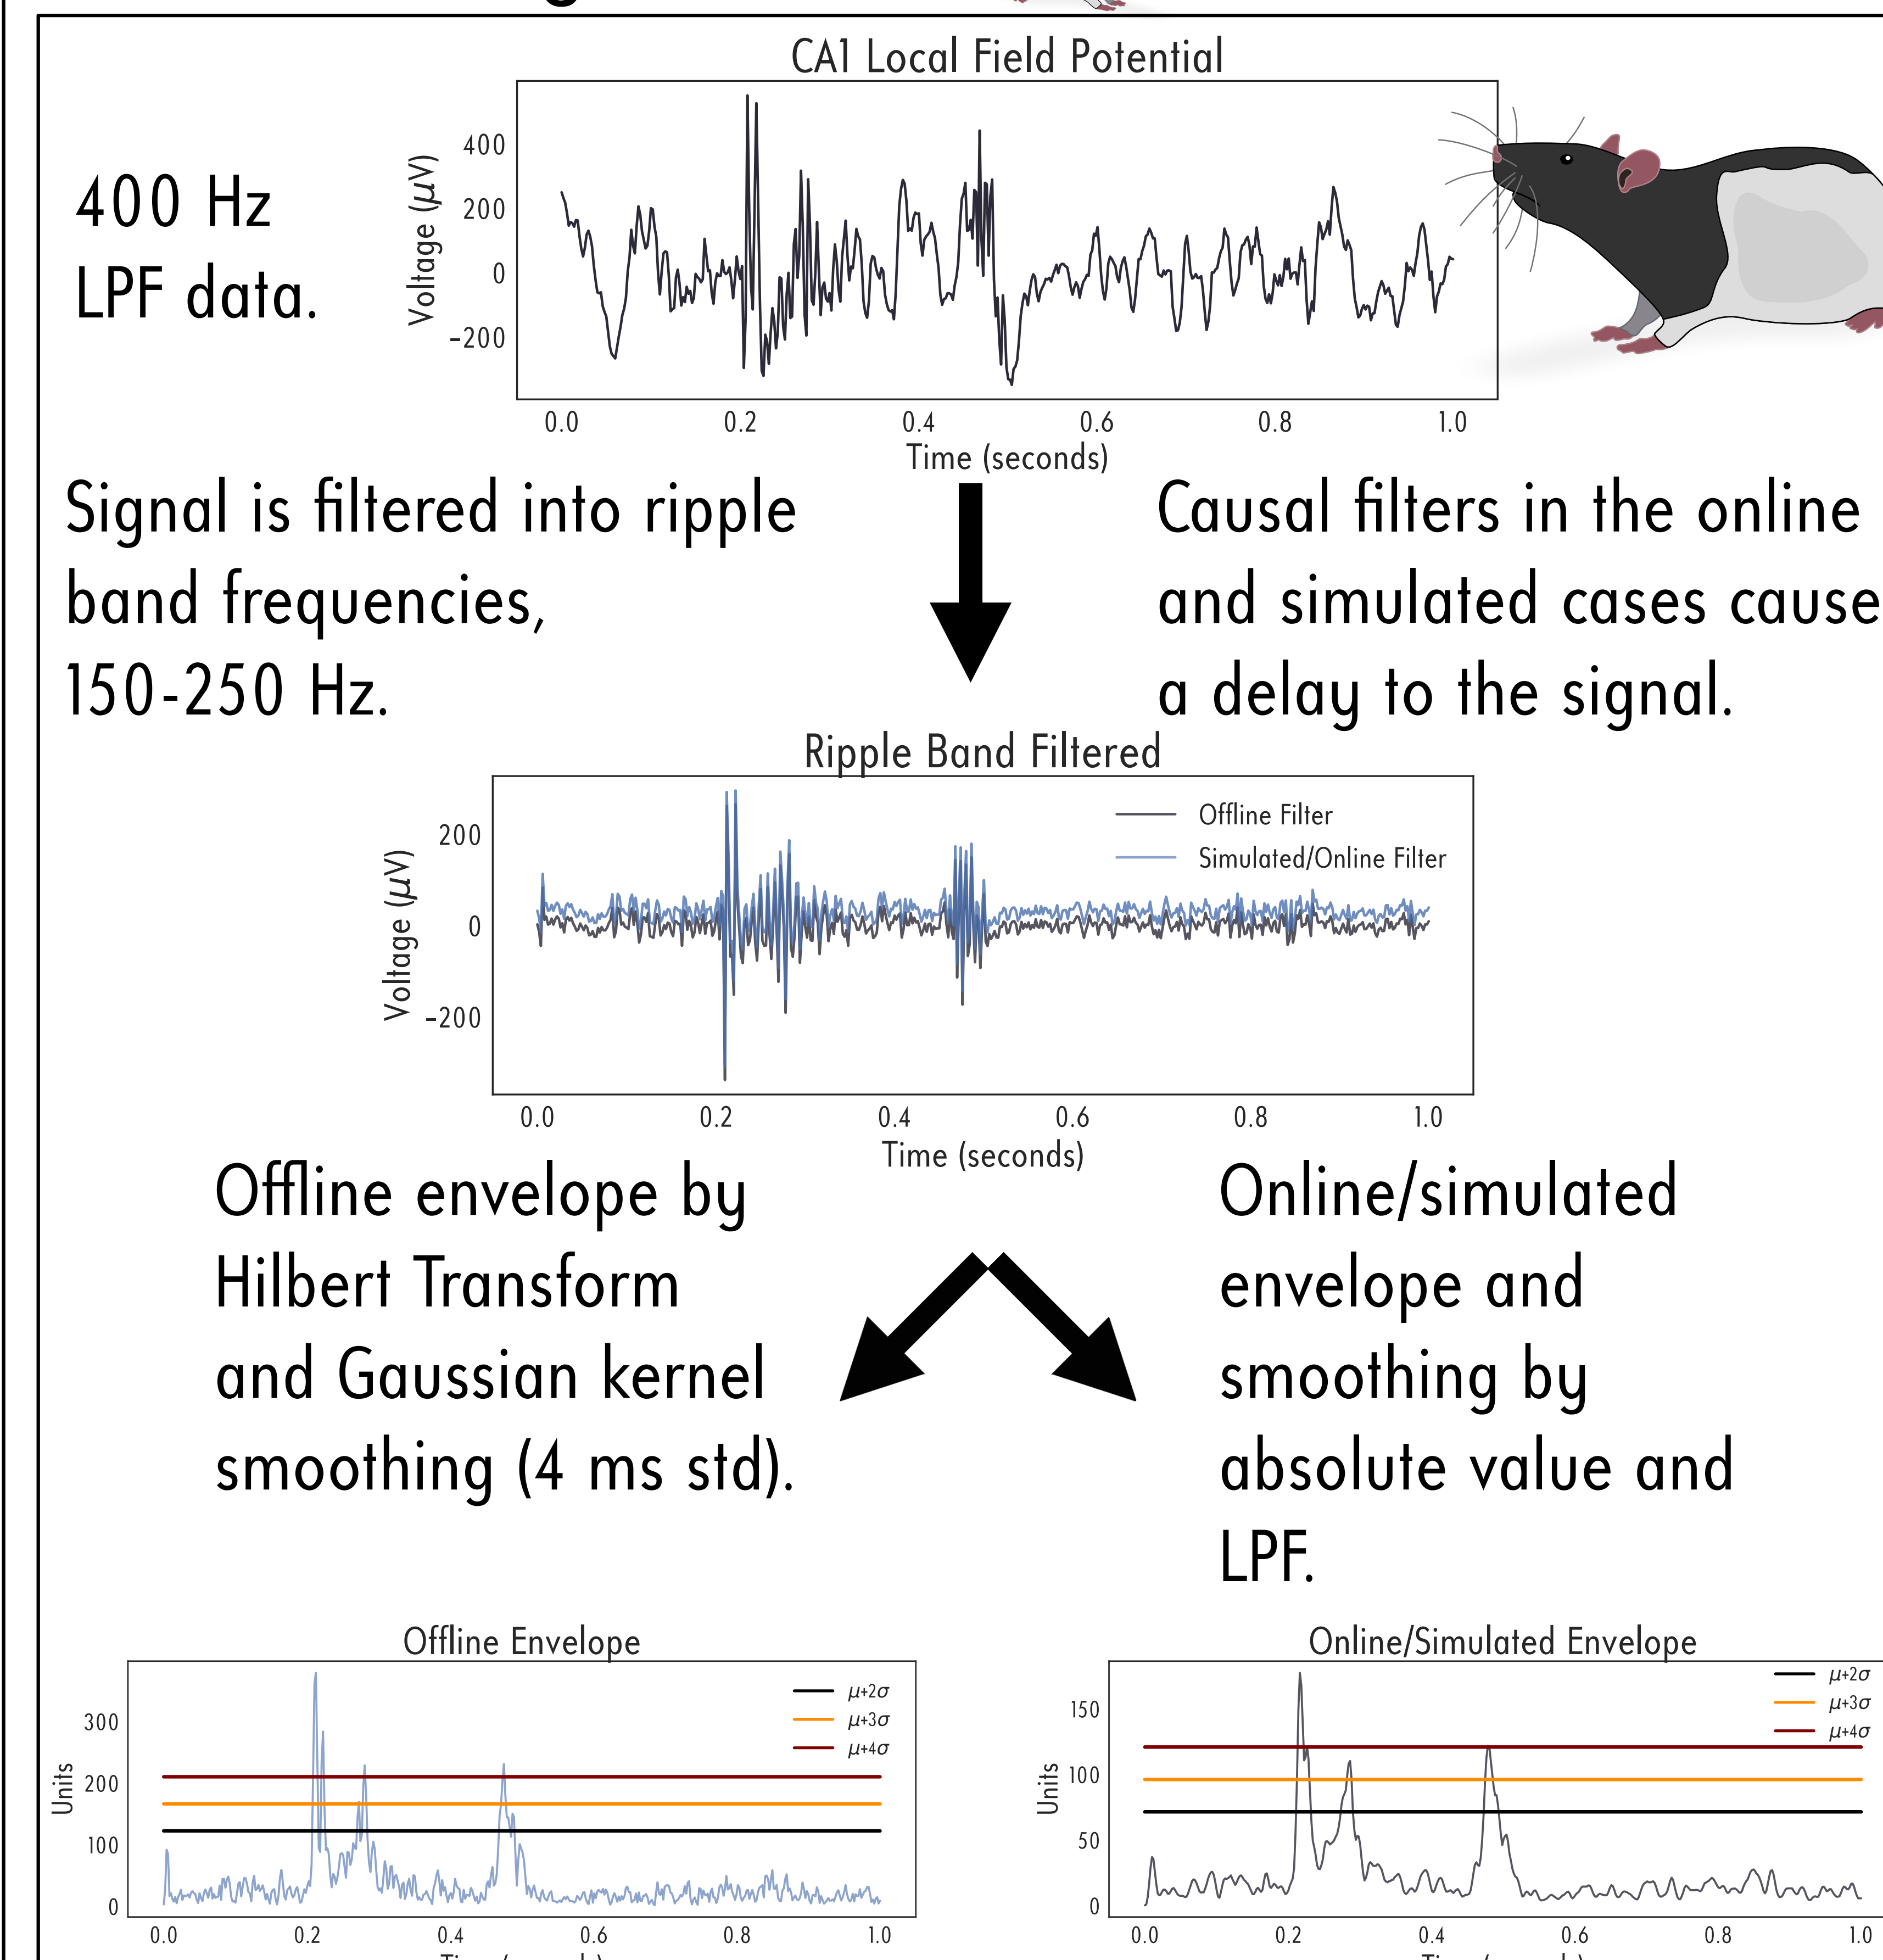 CA1 Local Field Potential
400 Hz
LPF data.
Voltage (μV)
400
200
0
−200
0.0 0.2 0.4 0.6 0.8 1.0
Time (seconds)
Signal is filtered into ripple
band frequencies,
150-250 Hz.
Causal filters in the online
and simulated cases cause
a delay to the signal.
Ripple Band Filtered
Offline Filter
Simulated/Online Filter
Voltage (μV)
200
0
−200
0.0 0.2 0.4 0.6 0.8 1.0
Time (seconds)
Offline envelope by
Hilbert Transform
and Gaussian kernel
smoothing (4 ms std).
Online/simulated
envelope and
smoothing by
absolute value and
LPF.
Offline Envelope
μ+2σ
μ+3σ
μ+4σ
Units
300
200
100
0
0.0 0.2 0.4 0.6 0.8 1.0
Online/Simulated Envelope
μ+2σ
μ+3σ
μ+4σ
Units
150
100
50
0
0.0 0.2 0.4 0.6 0.8 1.0